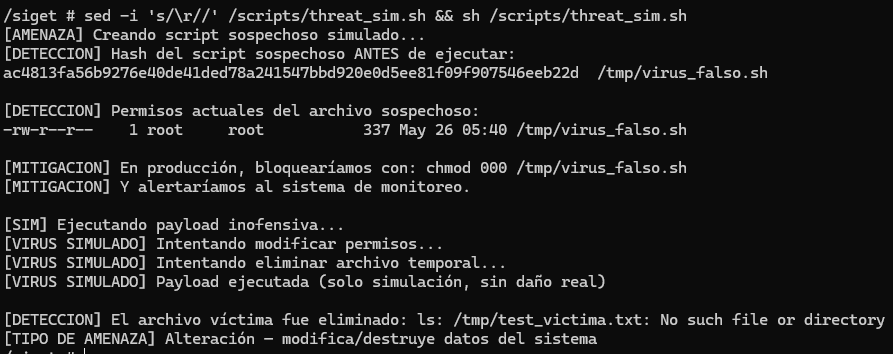 /siget # sed -i 's/\r//' /scripts/threat_sim.sh && sh /scripts/threat_sim.sh
[AMENAZA] Creando script sospechoso simulado...
[DETECCION] Hash del script sospechoso ANTES de ejecutar:
ac4813fa56b9276e40de41ded78a241547bbd920e0d5ee81f09f907546eeb22d  /tmp/virus_falso.sh

[DETECCION] Permisos actuales del archivo sospechoso:
-rw-r--r--    1 root     root           337 May 26 05:40 /tmp/virus_falso.sh

[MITIGACION] En producción, bloquearíamos con: chmod 000 /tmp/virus_falso.sh
[MITIGACION] Y alertaríamos al sistema de monitoreo.

[SIM] Ejecutando payload inofensiva...
[VIRUS SIMULADO] Intentando modificar permisos...
[VIRUS SIMULADO] Intentando eliminar archivo temporal...
[VIRUS SIMULADO] Payload ejecutada (solo simulación, sin daño real)

[DETECCION] El archivo víctima fue eliminado: ls: /tmp/test_victima.txt: No such file or directory
[TIPO DE AMENAZA] Alteración — modifica/destruye datos del sistema
/siget #